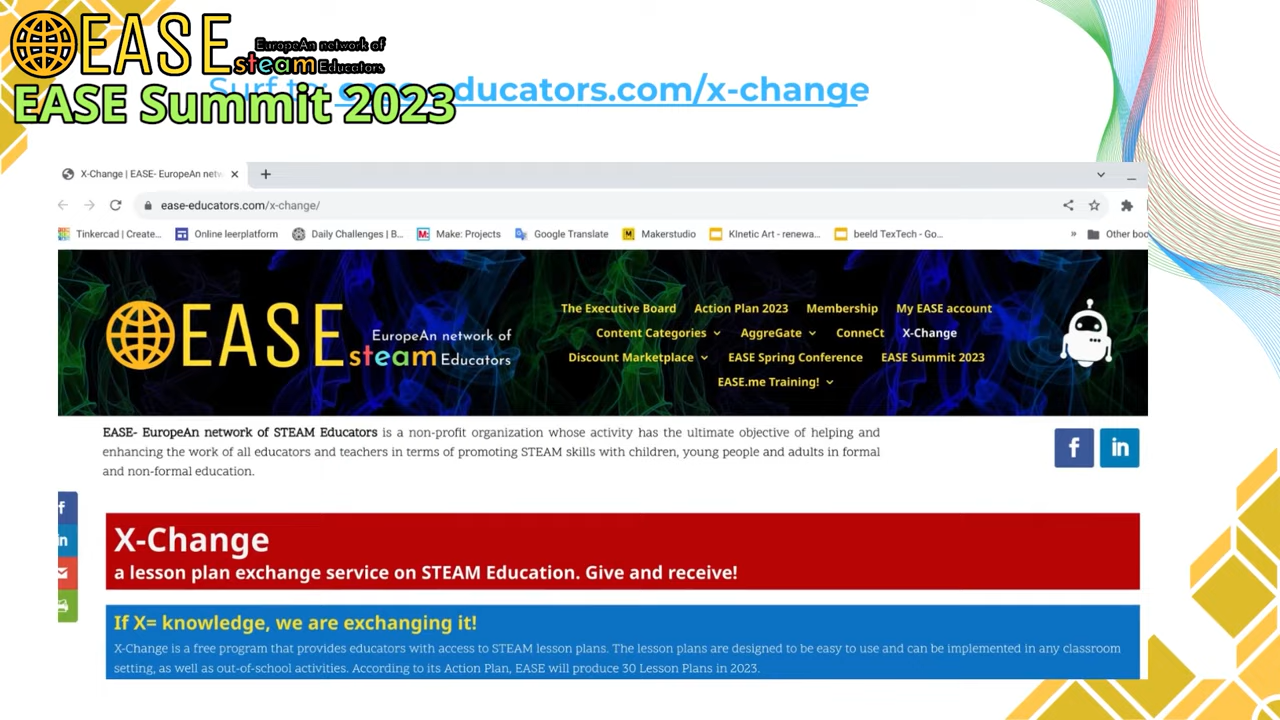 EASE
EuropeAn network of
steam Educators
Surf to: ease-educators.com/x-change
EASE Summit 2023
X-Change | EASE- EuropeAn netw
ease-educators.com/x-change/
Tinkercad | Create... Online leerplatform Daily Challenges | B... Make: Projects Google Translate Makerstudio KInetic Art - renewa... beeld TexTech - Go... » Other boo
EASE
EuropeAn network of
steam Educators
The Executive Board Action Plan 2023 Membership My EASE account
Content Categories AggreGate ConneCt X-Change
Discount Marketplace EASE Spring Conference EASE Summit 2023
EASE.me Training!
EASE- EuropeAn network of STEAM Educators is a non-profit organization whose activity has the ultimate objective of helping and
enhancing the work of all educators and teachers in terms of promoting STEAM skills with children, young people and adults in formal
and non-formal education.
f in
f
in
X-Change
a lesson plan exchange service on STEAM Education. Give and receive!
If X= knowledge, we are exchanging it!
X-Change is a free program that provides educators with access to STEAM lesson plans. The lesson plans are designed to be easy to use and can be implemented in any classroom
setting, as well as out-of-school activities. According to its Action Plan, EASE will produce 30 Lesson Plans in 2023.